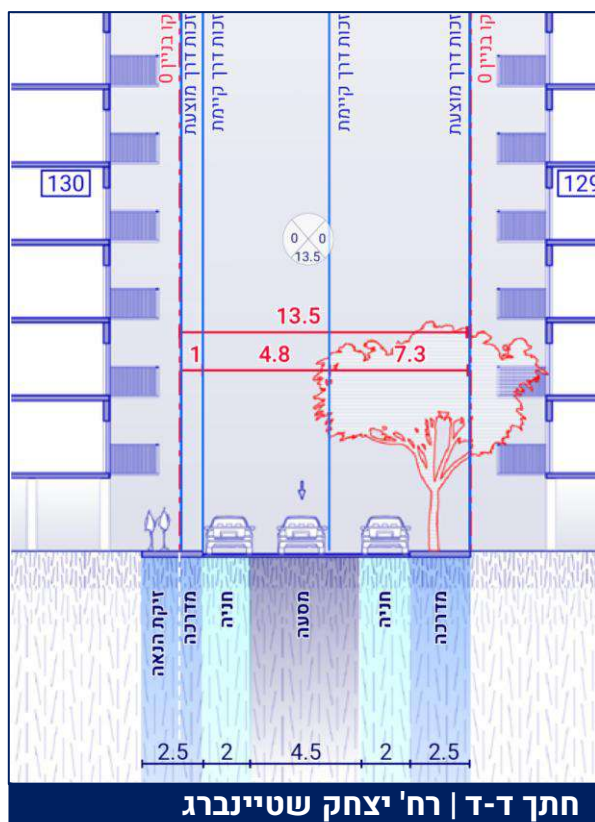 קו בניין 0
זכות דרך מוצעת
זכות דרך קיימת
זכות דרך קיימת
זכות דרך מוצעת
קו בניין 0
130
129
0 0
13.5
13.5
1 4.8 7.3
זיקת הנאה
מדרכה
חניה
מסעה
חניה
מדרכה
2.5 2 4.5 2 2.5
חתך ד-ד | רח' יצחק שטיינברג